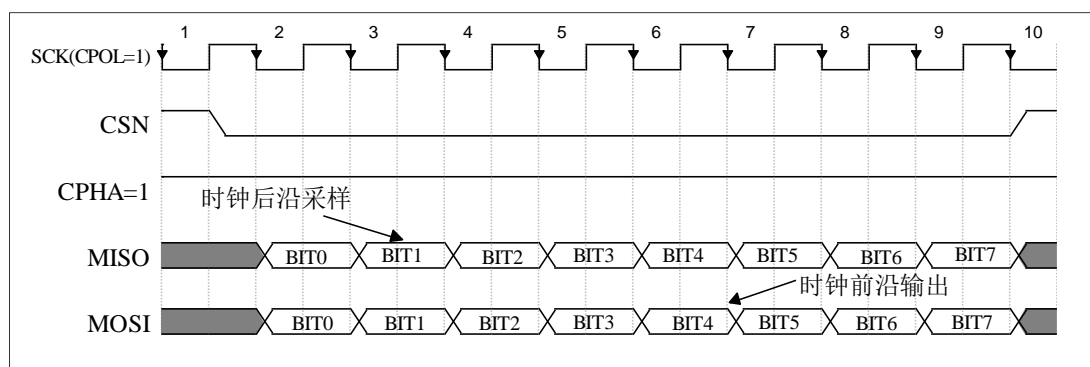 1 2 3 4 5 6 7 8 9 10
SCK(CPOL=1)
CSN
CPHA=1
时钟后沿采样
MISO BIT0 BIT1 BIT2 BIT3 BIT4 BIT5 BIT6 BIT7
时钟前沿输出
MOSI BIT0 BIT1 BIT2 BIT3 BIT4 BIT5 BIT6 BIT7